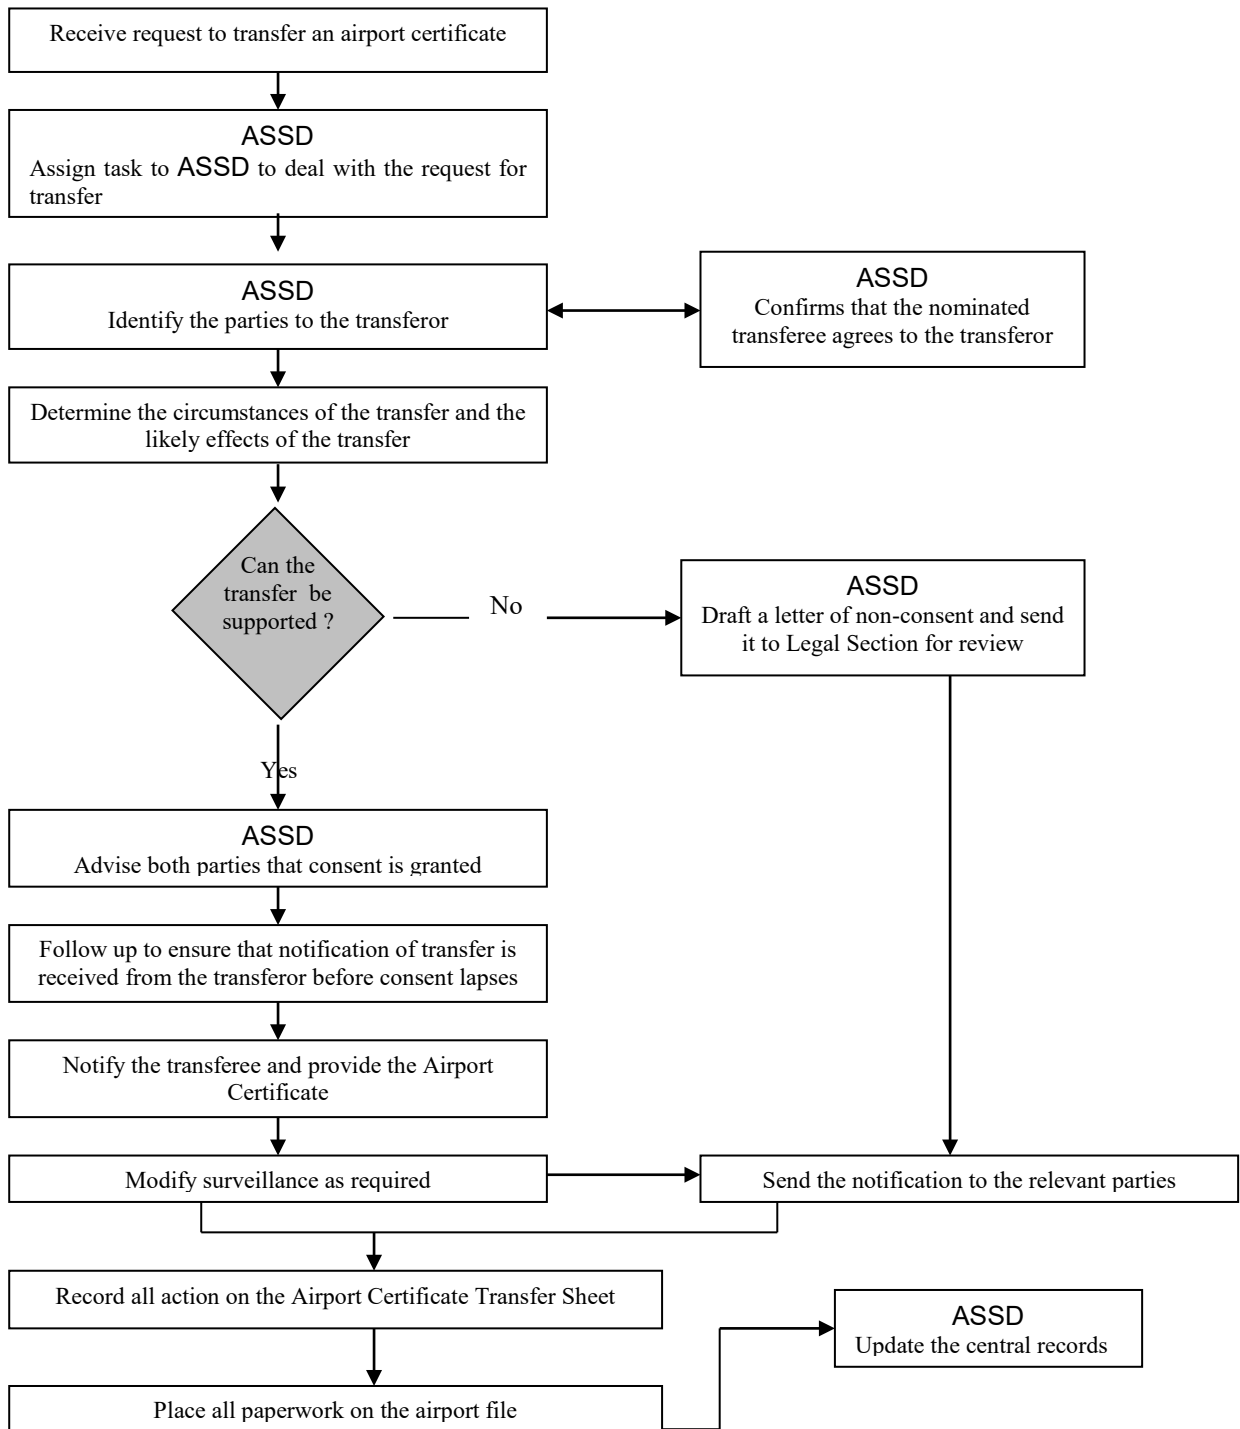 Receive request to transfer an airport certificate
ASSD
Assign task to ASSD to deal with the request for
transfer
ASSD
Identify the parties to the transferor
ASSD
Confirms that the nominated
transferee agrees to the transferor
Determine the circumstances of the transfer and the
likely effects of the transfer
Can the
transfer be
supported ?
No
ASSD
Draft a letter of non-consent and send
it to Legal Section for review
Yes
ASSD
Advise both parties that consent is granted
Follow up to ensure that notification of transfer is
received from the transferor before consent lapses
Notify the transferee and provide the Airport
Certificate
Modify surveillance as required
Send the notification to the relevant parties
Record all action on the Airport Certificate Transfer Sheet
ASSD
Update the central records
Place all paperwork on the airport file